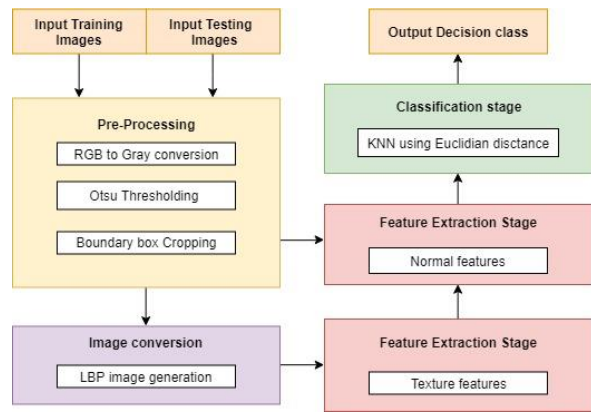 Input Training
Images
Input Testing
Images
Output Decision class
Pre-Processing
RGB to Gray conversion
Otsu Thresholding
Boundary box Cropping
Classification stage
KNN using Euclidian disctance
Feature Extraction Stage
Normal features
Image conversion
LBP image generation
Feature Extraction Stage
Texture features